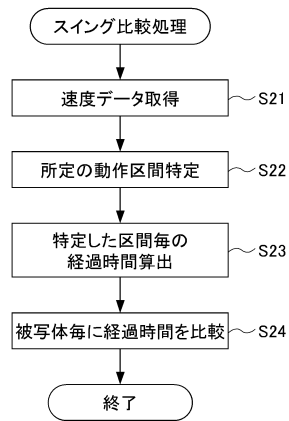 スイング比較処理
速度データ取得
S21
所定の動作区間特定
S22
特定した区間毎の
経過時間算出
S23
被写体毎に経過時間を比較
S24
終了